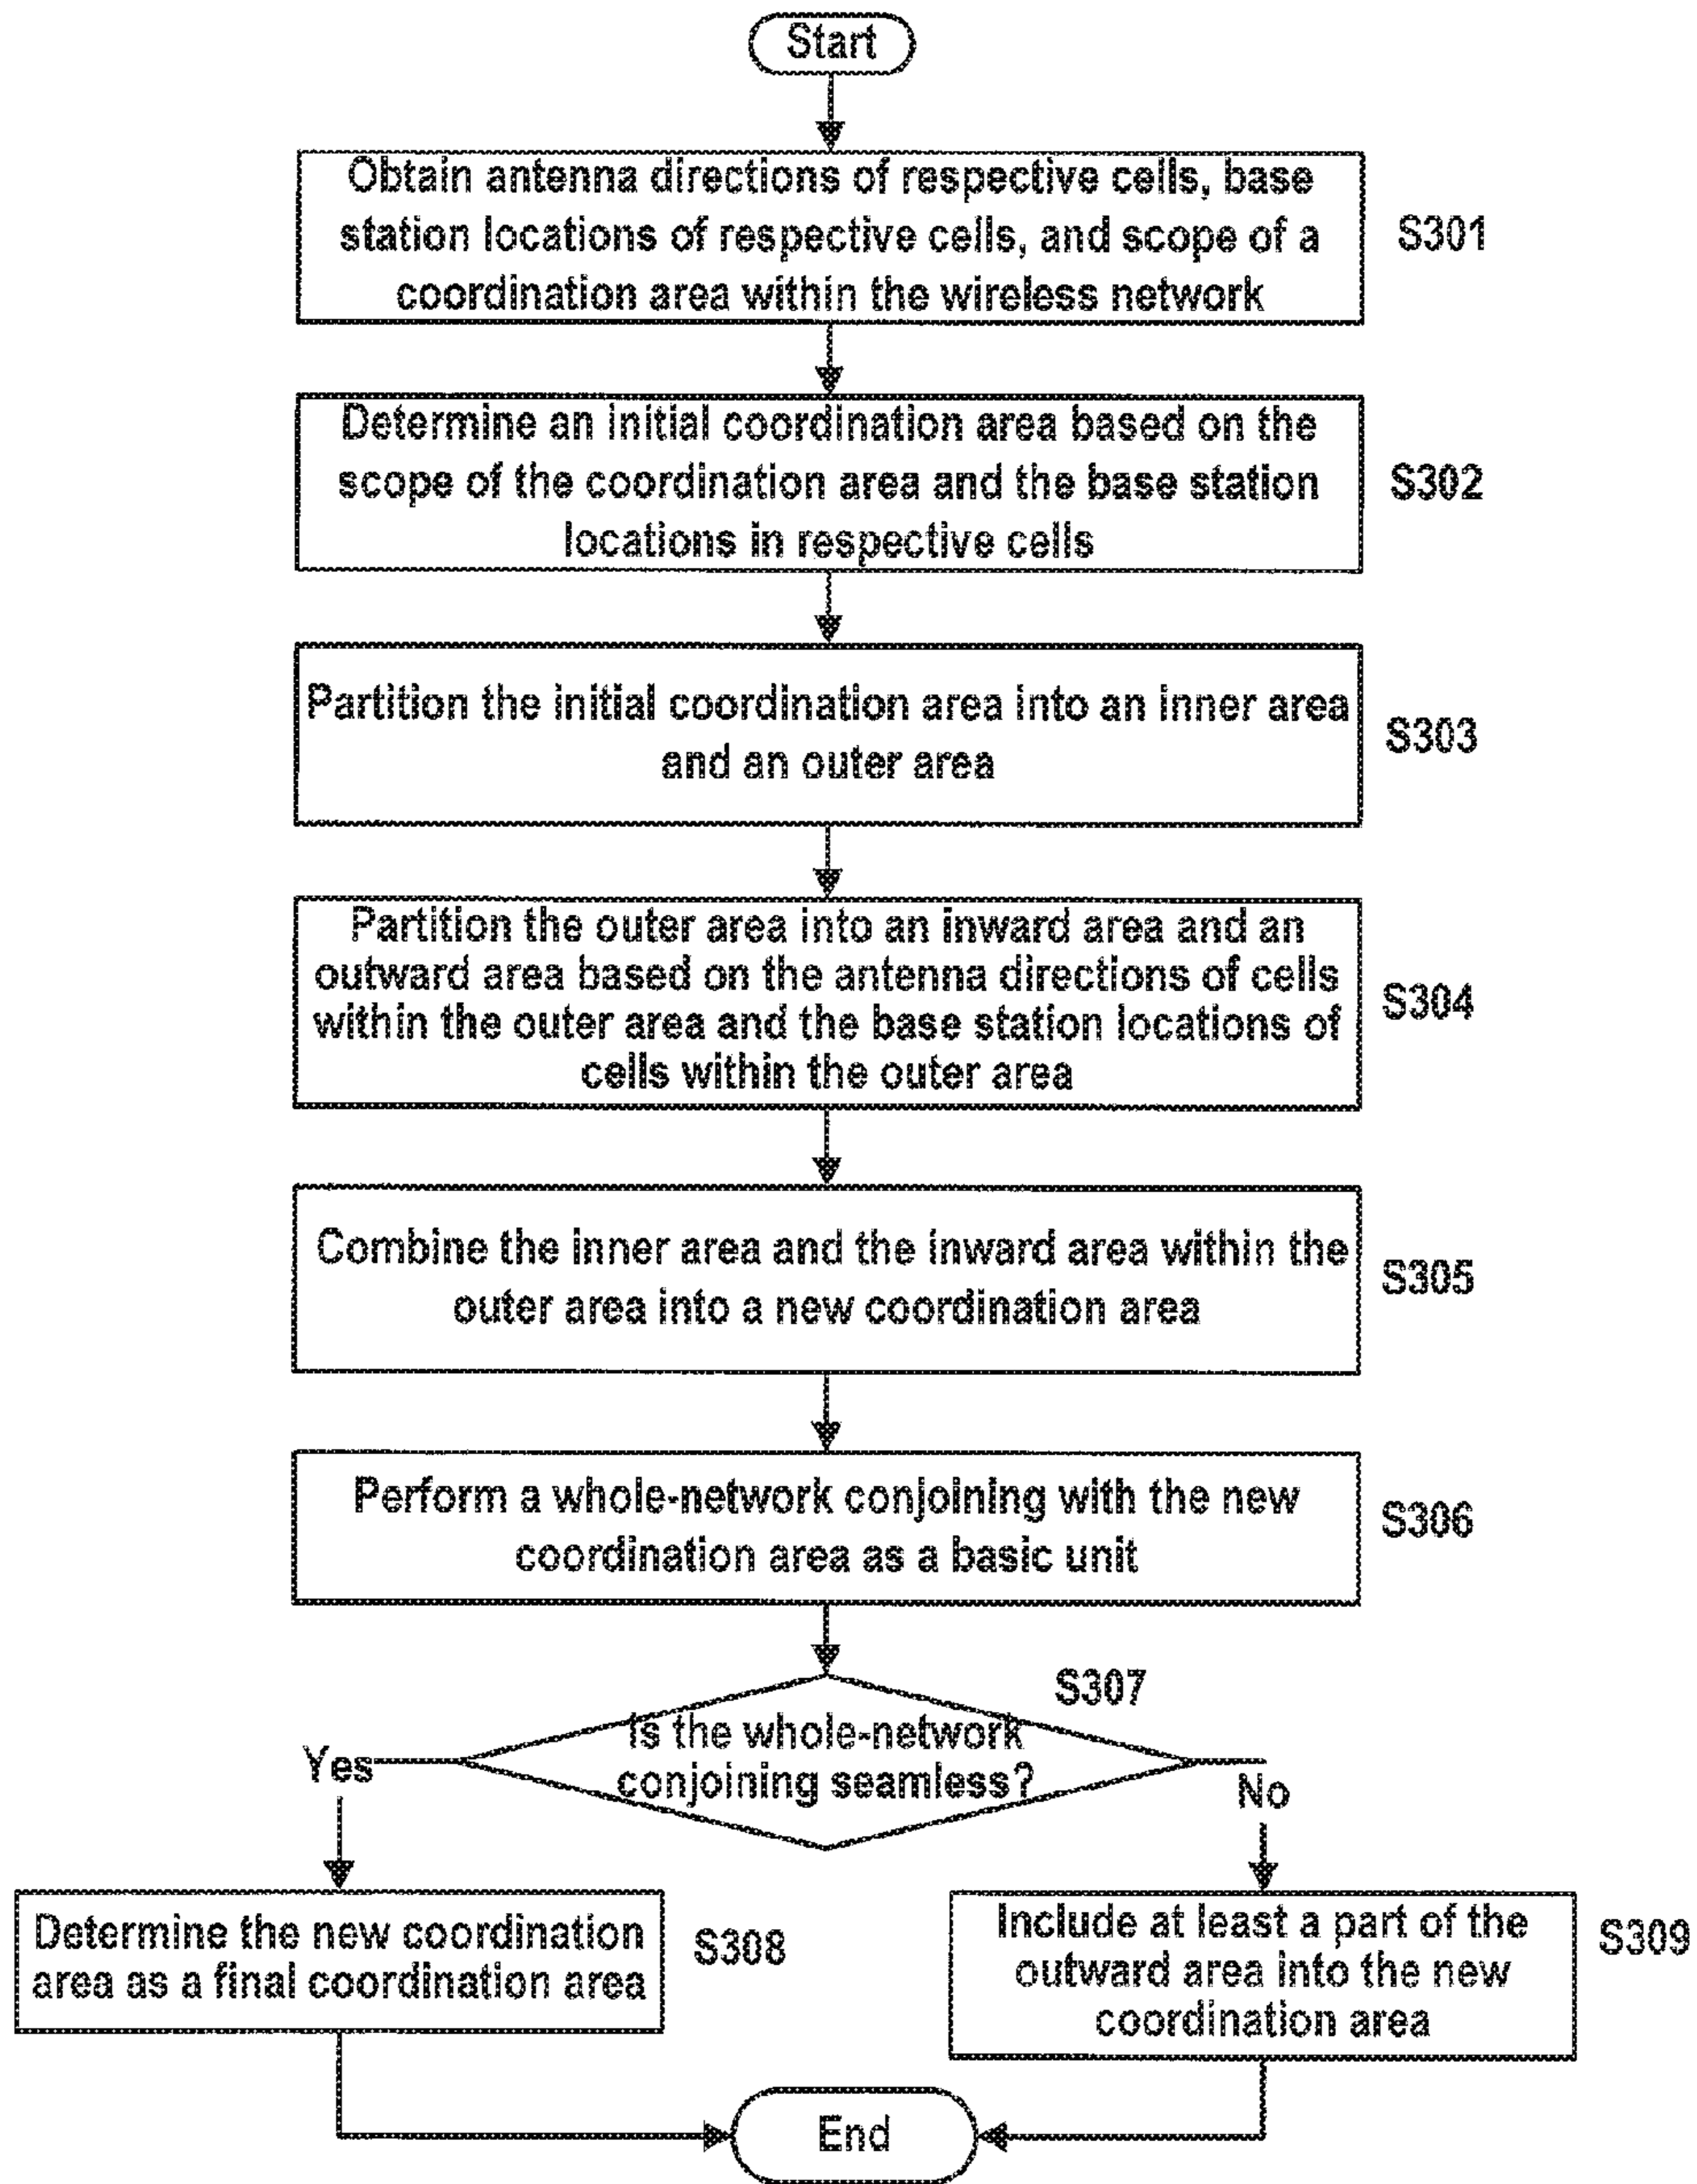 Start
Obtain antenna directions of respective cells, base
station locations of respective cells, and scope of a
coordination area within the wireless network
S301
Determine an initial coordination area based on the
scope of the coordination area and the base station
locations in respective cells
S302
Partition the initial coordination area into an inner area
and an outer area
S303
Partition the outer area into an inward area and an
outward area based on the antenna directions of cells
within the outer area and the base station locations of
cells within the outer area
S304
Combine the inner area and the inward area within the
outer area into a new coordination area
S305
Perform a whole-network conjoining with the new
coordination area as a basic unit
S306
S307
Is the whole-network
conjoining seamless?
Yes
No
Determine the new coordination
area as a final coordination area
S308
Include at least a part of the
outward area into the new
coordination area
S309
End